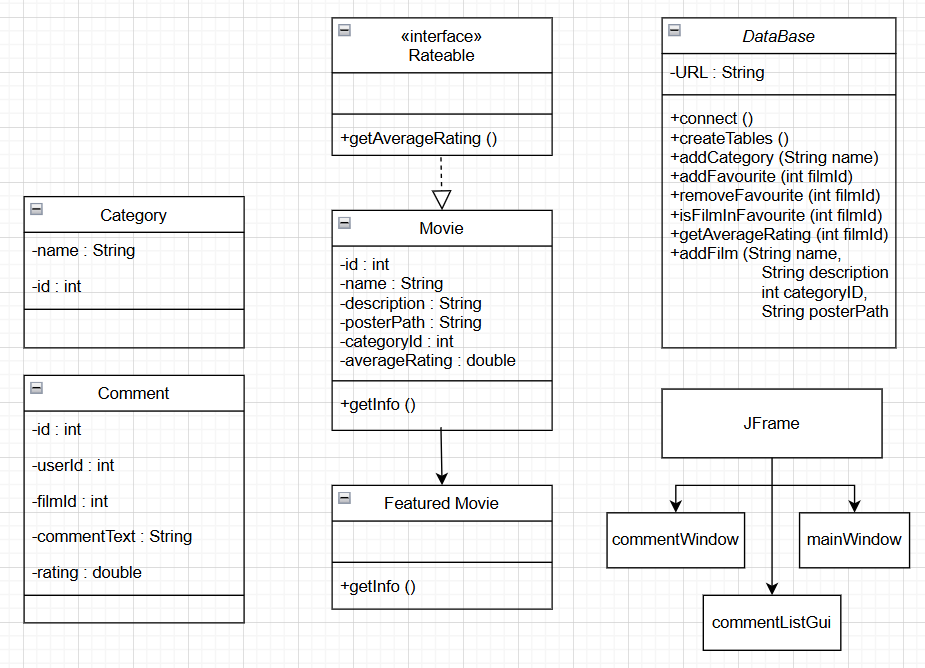 «interface»
Rateable
+getAverageRating ()
DataBase
-URL : String
+connect ()
+createTables ()
+addCategory (String name)
+addFavourite (int filmId)
+removeFavourite (int filmId)
+isFilmInFavourite (int filmId)
+getAverageRating (int filmId)
+addFilm (String name,
String description
int categoryID,
String posterPath
Category
-name : String
-id : int
Movie
-id : int
-name : String
-description : String
-posterPath : String
-categoryId : int
-averageRating : double
+getInfo ()
Comment
-id : int
-userId : int
-filmId : int
-commentText : String
-rating : double
Featured Movie
+getInfo ()
JFrame
commentWindow
mainWindow
commentListGui